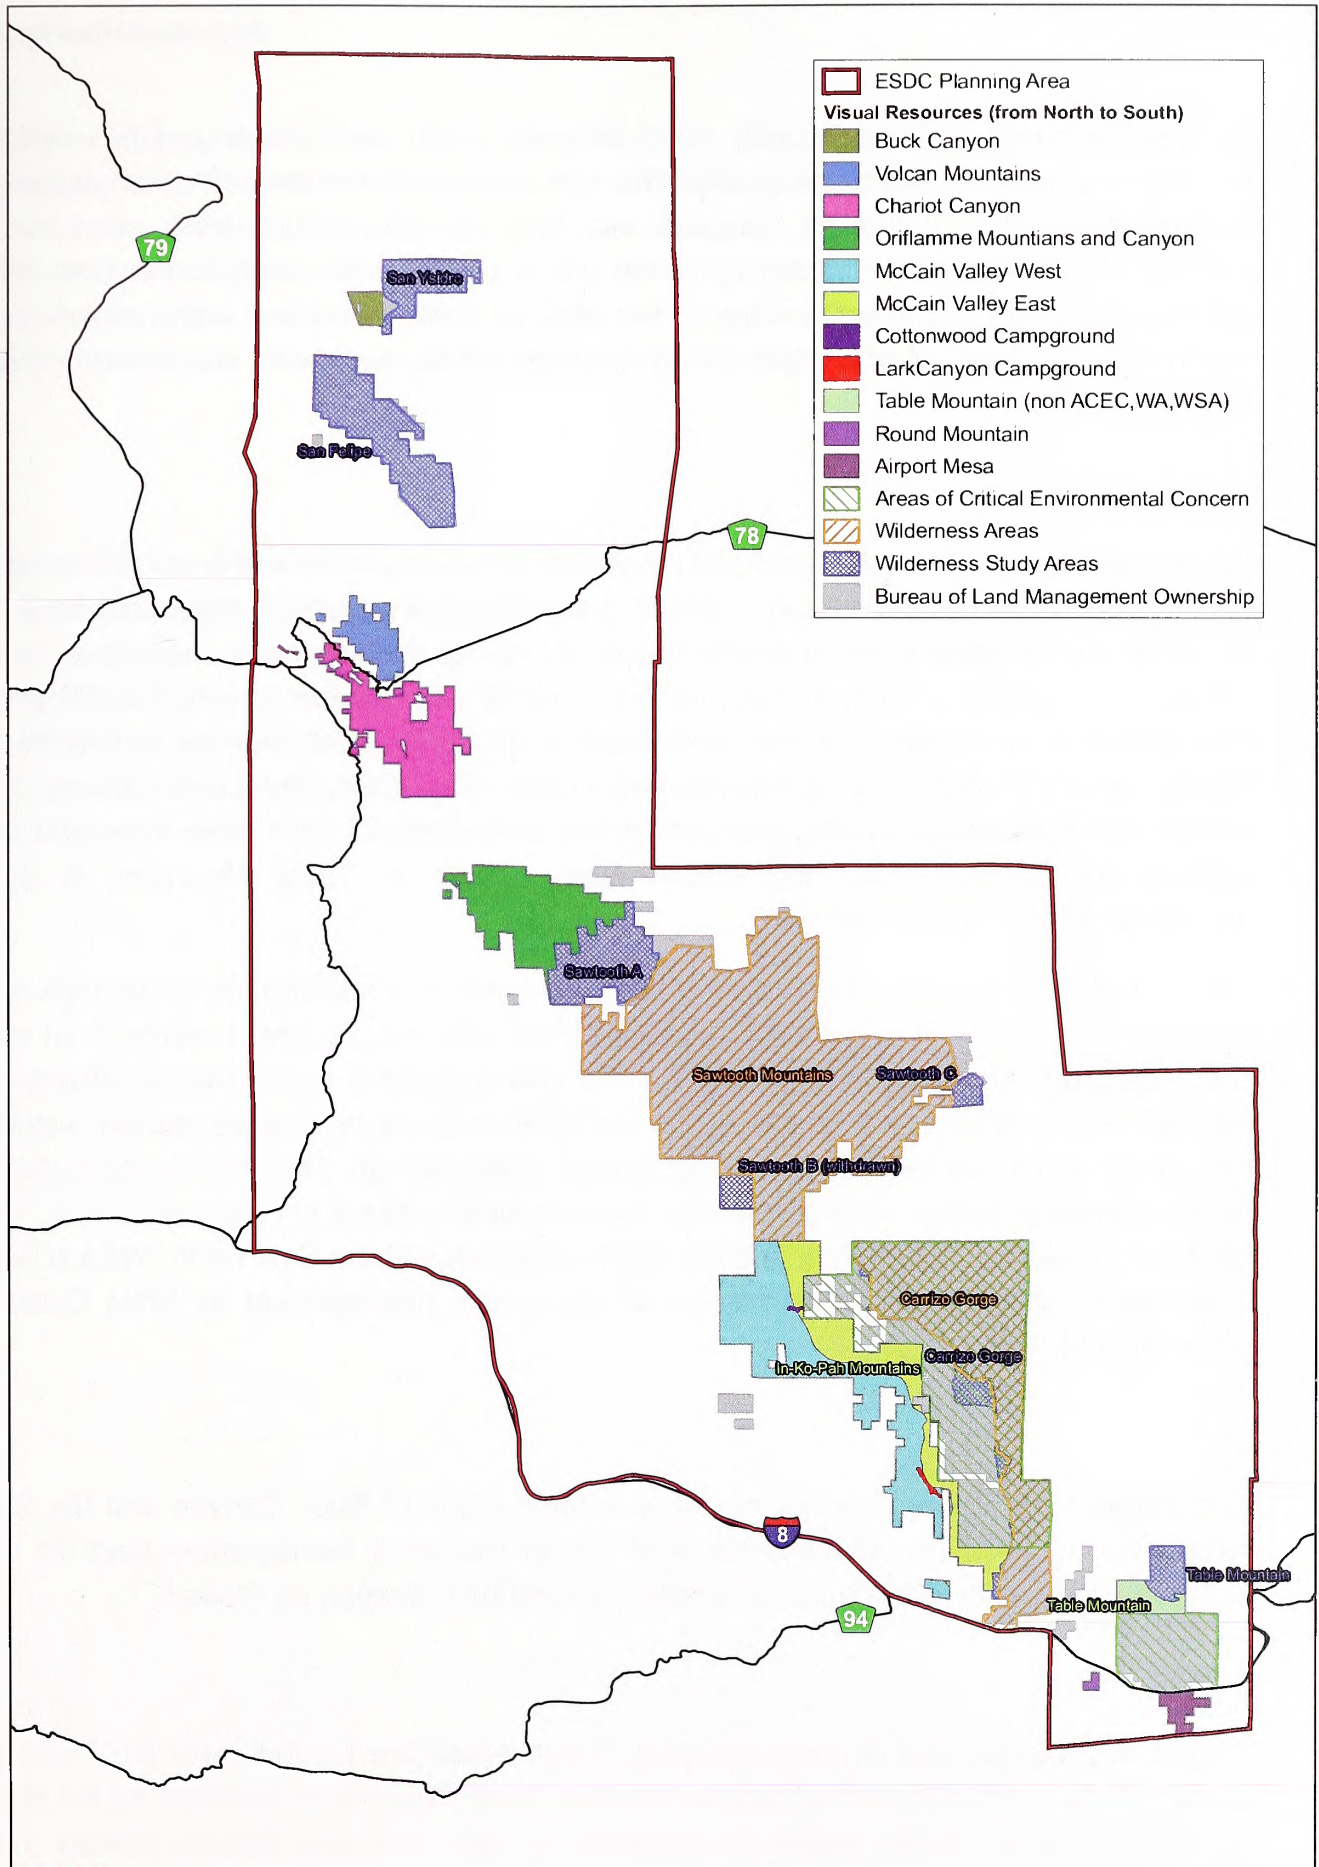 ESDC Planning Area
Visual Resources (from North to South)
Buck Canyon
Volcan Mountains
Chariot Canyon
Oriflamme Mountians and Canyon
McCain Valley West
McCain Valley East
Cottonwood Campground
LarkCanyon Campground
Table Mountain (non ACEC,WA,WSA)
Round Mountain
Airport Mesa
Areas of Critical Environmental Concern
Wilderness Areas
Wilderness Study Areas
Bureau of Land Management Ownership
79
San Ysidro
San Felipe
78
Sawtooth A
Sawtooth Mountains
Sawtooth C
Sawtooth B (withdrawn)
Carrizo Gorge
Carrizo Gorge
In-Ko-Pah Mountains
8
Table Mountain
Table Mountain
94